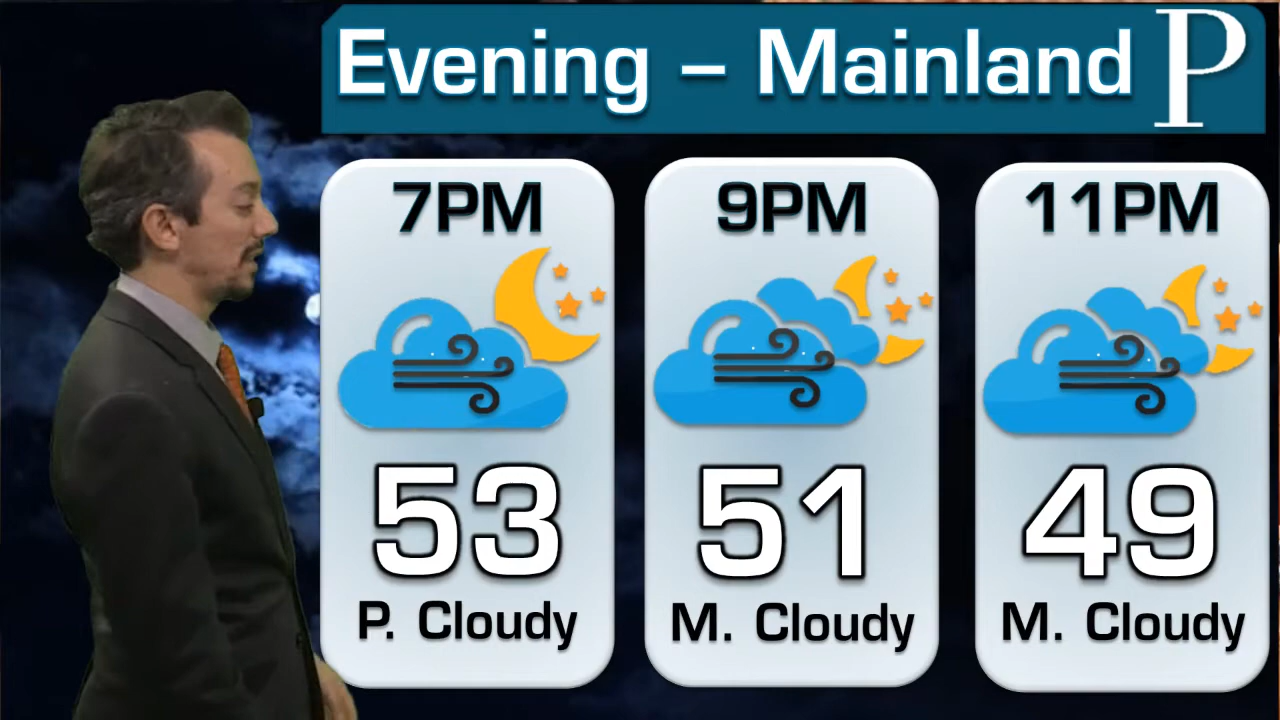 Evening – Mainland P
7PM
53
P. Cloudy
9PM
51
M. Cloudy
11PM
49
M. Cloudy